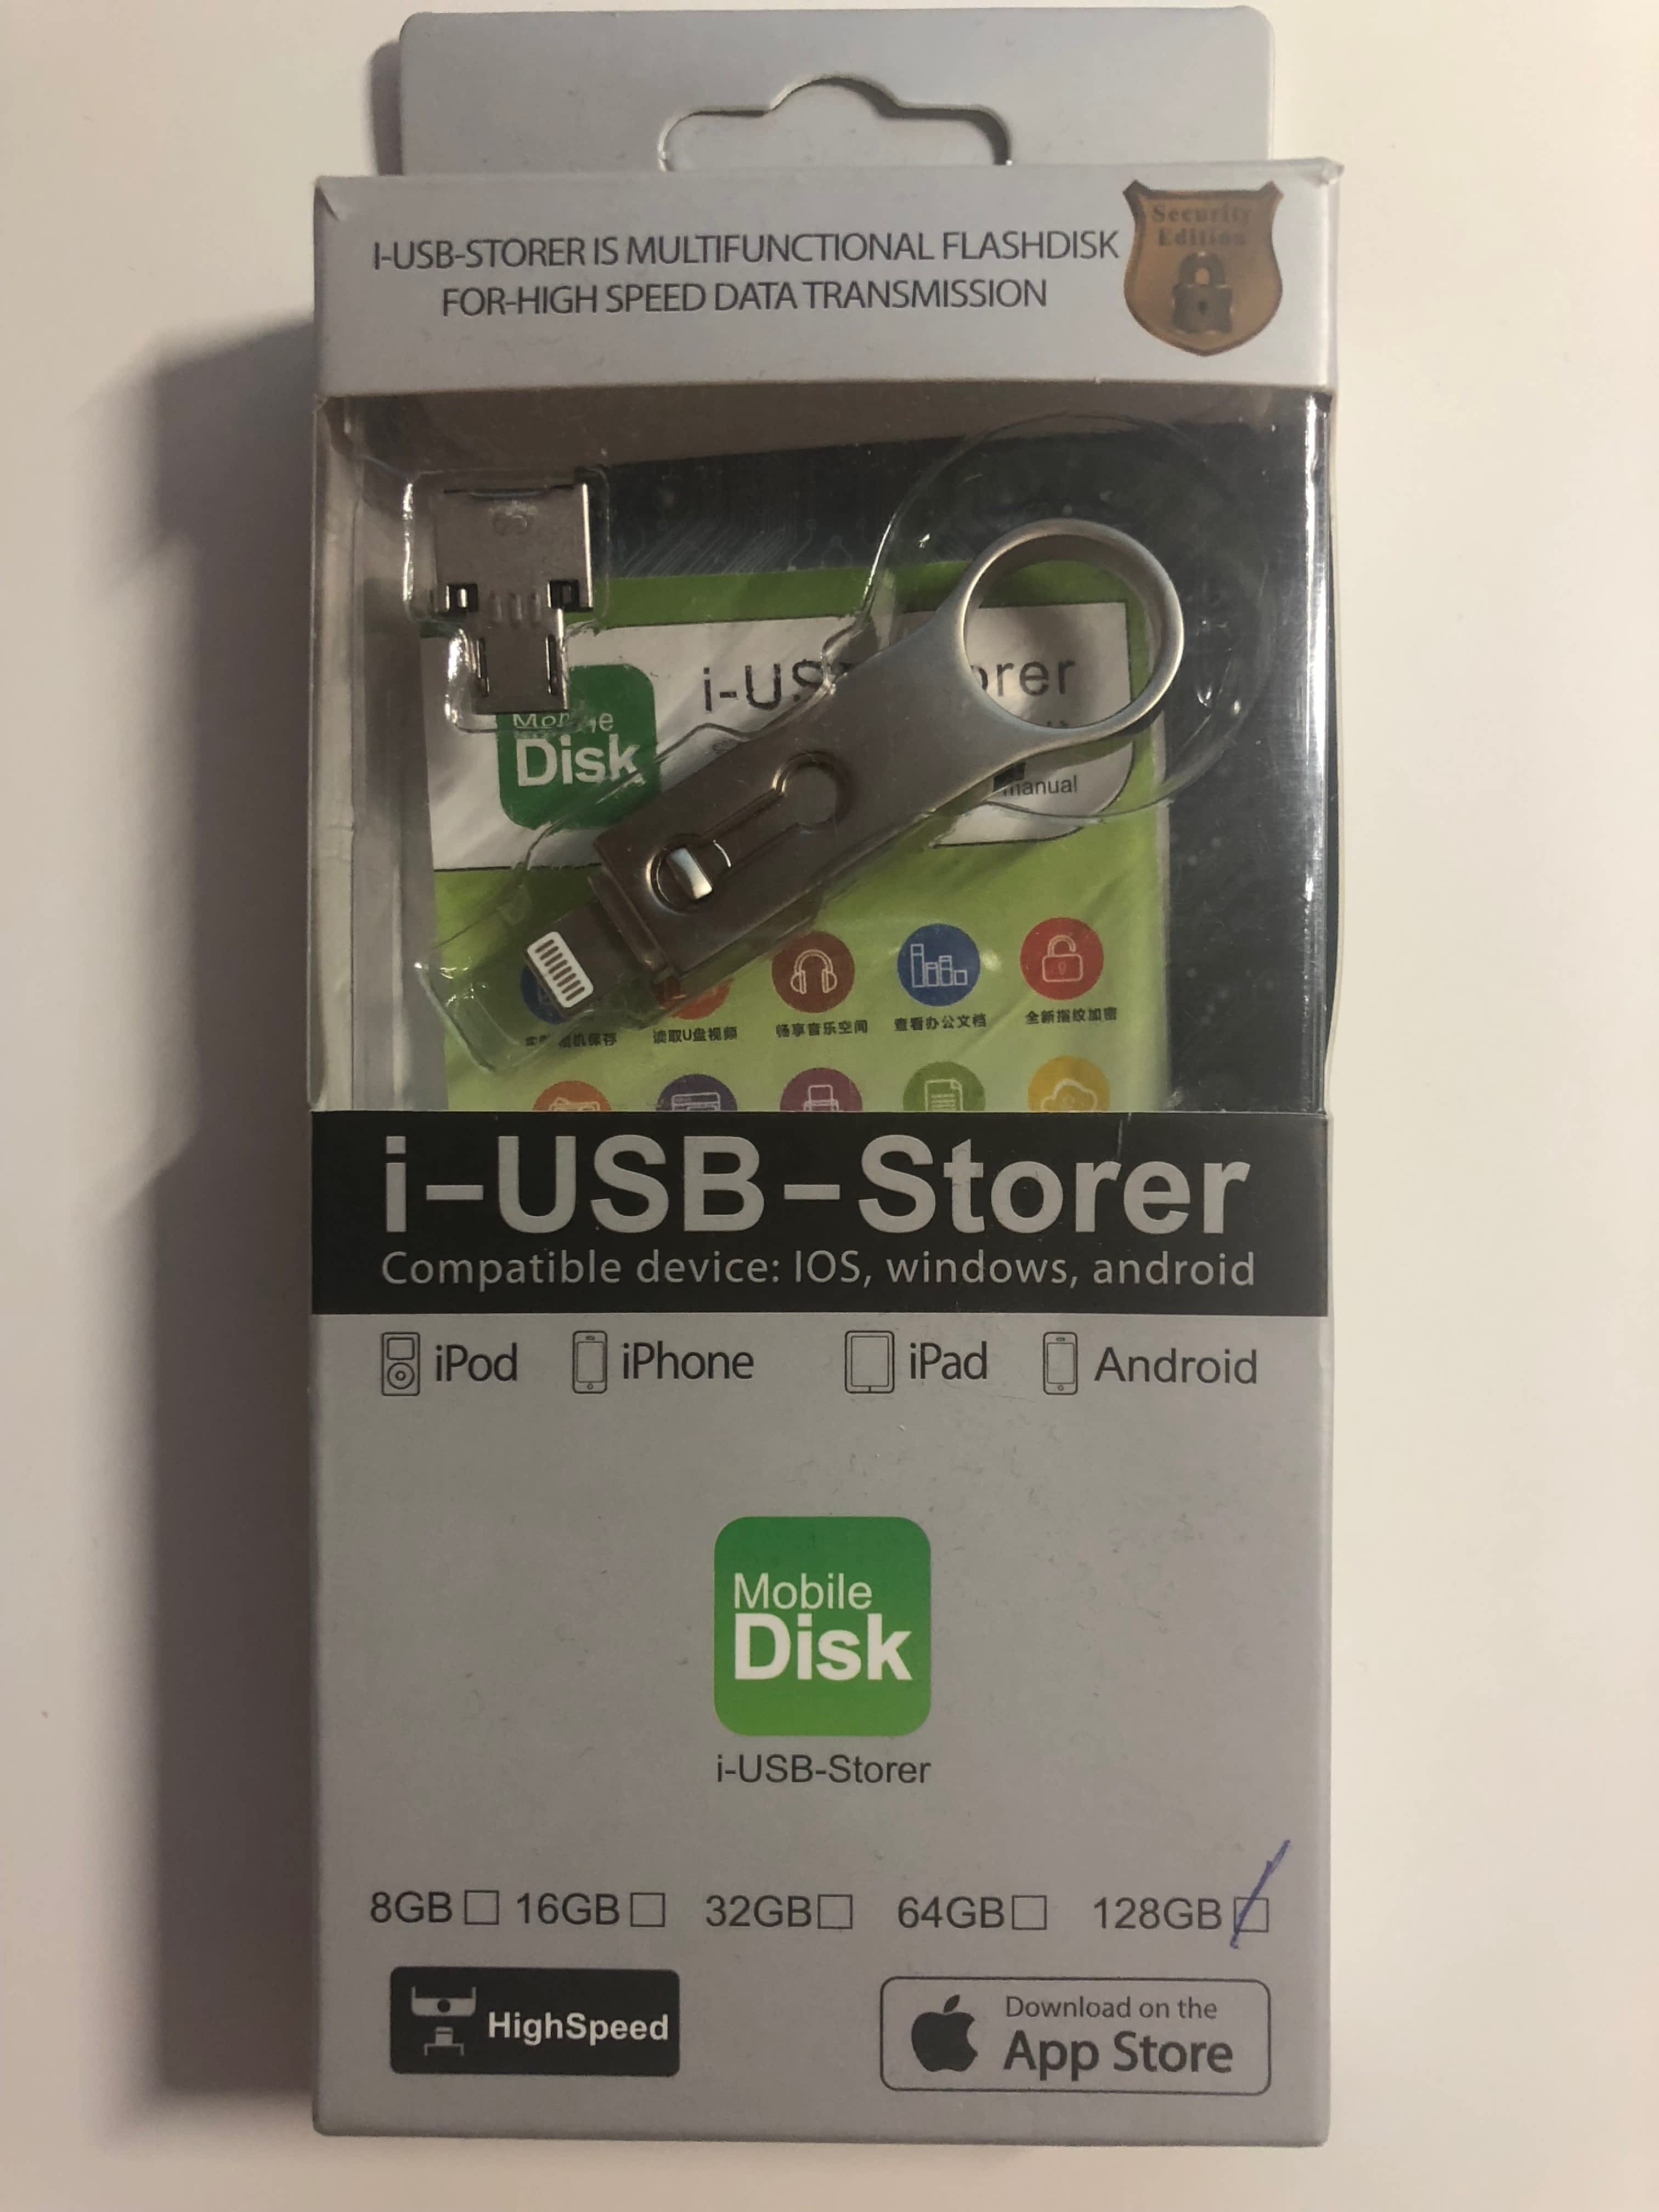 I-USB-STORER IS MULTIFUNCTIONAL FLASHDISK
FOR-HIGH SPEED DATA TRANSMISSION
Security
Edition
orer
Disk
manual
读取U盘视频
畅享音乐空间
查看办公文档
全新指纹加密
i-USB-Storer
Compatible device: IOS, windows, android
iPod
iPhone
iPad
Android
Mobile
Disk
i-USB-Storer
8GB
16GB
32GB
64GB
128GB
HighSpeed
Download on the
App Store